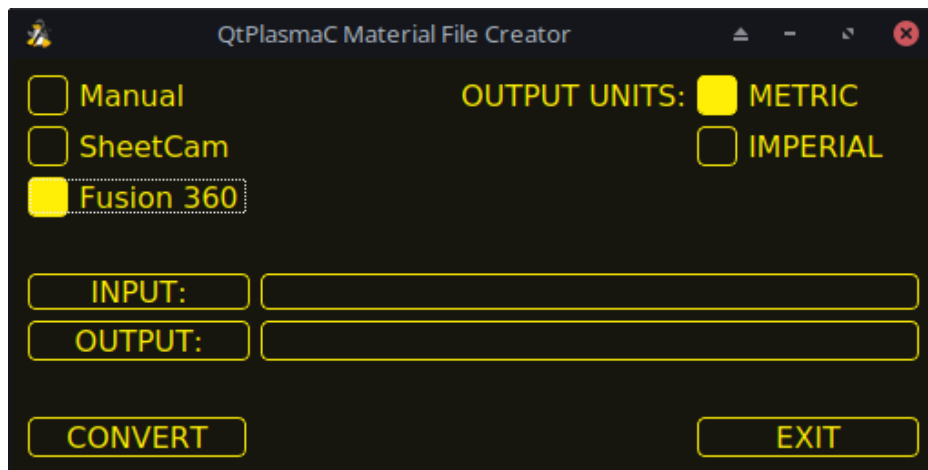 QtPlasmaC Material File Creator
Manual
OUTPUT UNITS: METRIC
SheetCam
IMPERIAL
Fusion 360
INPUT:
OUTPUT:
CONVERT
EXIT